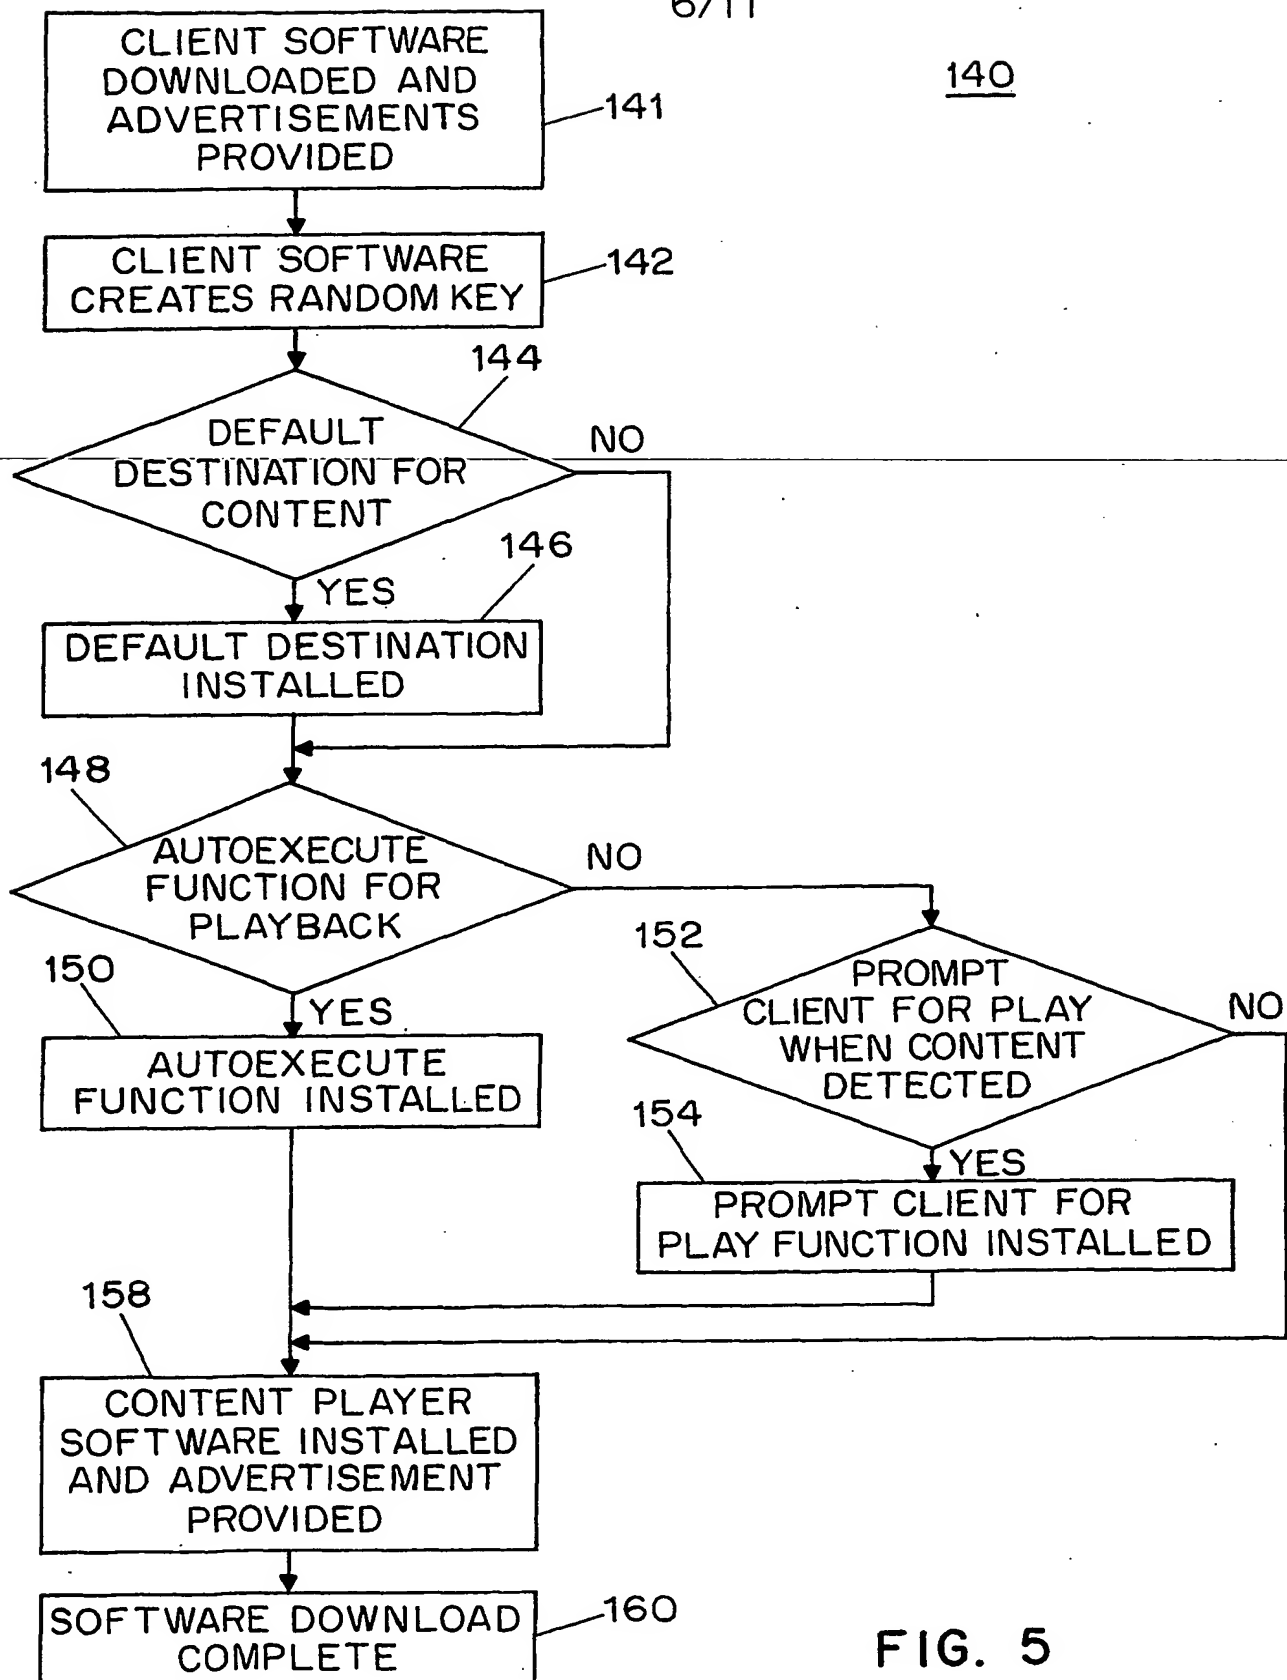 6/11
140
CLIENT SOFTWARE
DOWNLOADED AND
ADVERTISEMENTS
PROVIDED
141
CLIENT SOFTWARE
CREATES RANDOM KEY
142
144
DEFAULT
DESTINATION FOR
CONTENT
NO
YES
146
DEFAULT DESTINATION
INSTALLED
148
AUTOEXECUTE
FUNCTION FOR
PLAYBACK
NO
YES
150
AUTOEXECUTE
FUNCTION INSTALLED
152
PROMPT
CLIENT FOR PLAY
WHEN CONTENT
DETECTED
NO
YES
154
PROMPT CLIENT FOR
PLAY FUNCTION INSTALLED
158
CONTENT PLAYER
SOFTWARE INSTALLED
AND ADVERTISEMENT
PROVIDED
SOFTWARE DOWNLOAD
COMPLETE
160
FIG. 5